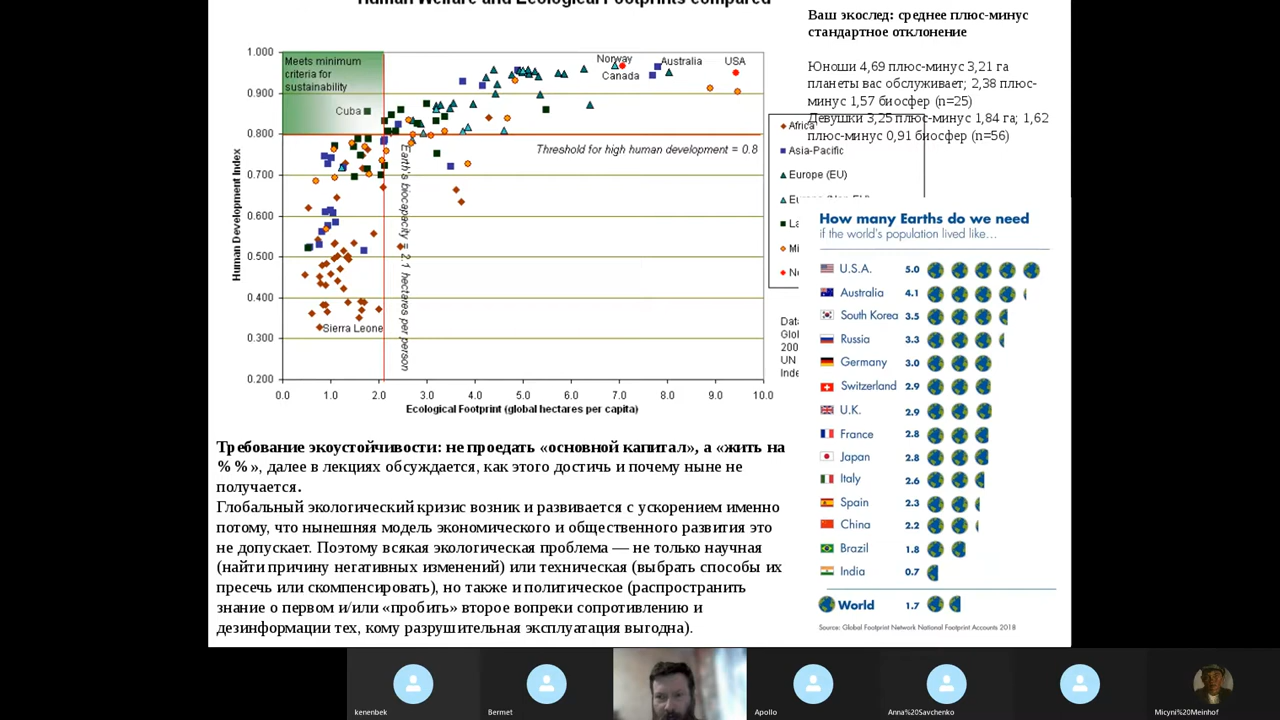 Human Welfare and Ecological Footprints compared
Ваш экослед: среднее плюс-минус
стандартное отклонение
Юноши 4,69 плюс-минус 3,21 га
планеты вас обслуживает; 2,38 плюс-
минус 1,57 биосфер (n=25)
Девушки 3,25 плюс-минус 1,84 га; 1,62
плюс-минус 0,91 биосфер (n=56)
Human Development Index
1.000
0.900
0.800
0.700
0.600
0.500
0.400
0.300
0.200
Meets minimum
criteria for
sustainability
Cuba
Norway
Canada
Australia
USA
Threshold for high human development = 0.8
Earth's biocapacity = 2.1 hectares per person
Sierra Leone
0.0 1.0 2.0 3.0 4.0 5.0 6.0 7.0 8.0 9.0 10.0
Ecological Footprint (global hectares per capita)
Africa
Asia-Pacific
Europe (EU)
La
Mi
No
Data
Glob
200
UN
Inde
How many Earths do we need
if the world's population lived like...
U.S.A. 5.0
Australia 4.1
South Korea 3.5
Russia 3.3
Germany 3.0
Switzerland 2.9
U.K. 2.9
France 2.8
Japan 2.8
Italy 2.6
Spain 2.3
China 2.2
Brazil 1.8
India 0.7
World 1.7
Source: Global Footprint Network National Footprint Accounts 2018
Требование экоустойчивости: не проедать «основной капитал», а «жить на
%%», далее в лекциях обсуждается, как этого достичь и почему ныне не
получается.
Глобальный экологический кризис возник и развивается с ускорением именно
потому, что нынешняя модель экономического и общественного развития это
не допускает. Поэтому всякая экологическая проблема — не только научная
(найти причину негативных изменений) или техническая (выбрать способы их
пресечь или скомпенсировать), но также и политическое (распространить
знание о первом и/или «пробить» второе вопреки сопротивлению и
дезинформации тех, кому разрушительная эксплуатация выгодна).
kenenbek
Bermet
Apollo
Anna%20Savchenko
Micyni%20Meinhof